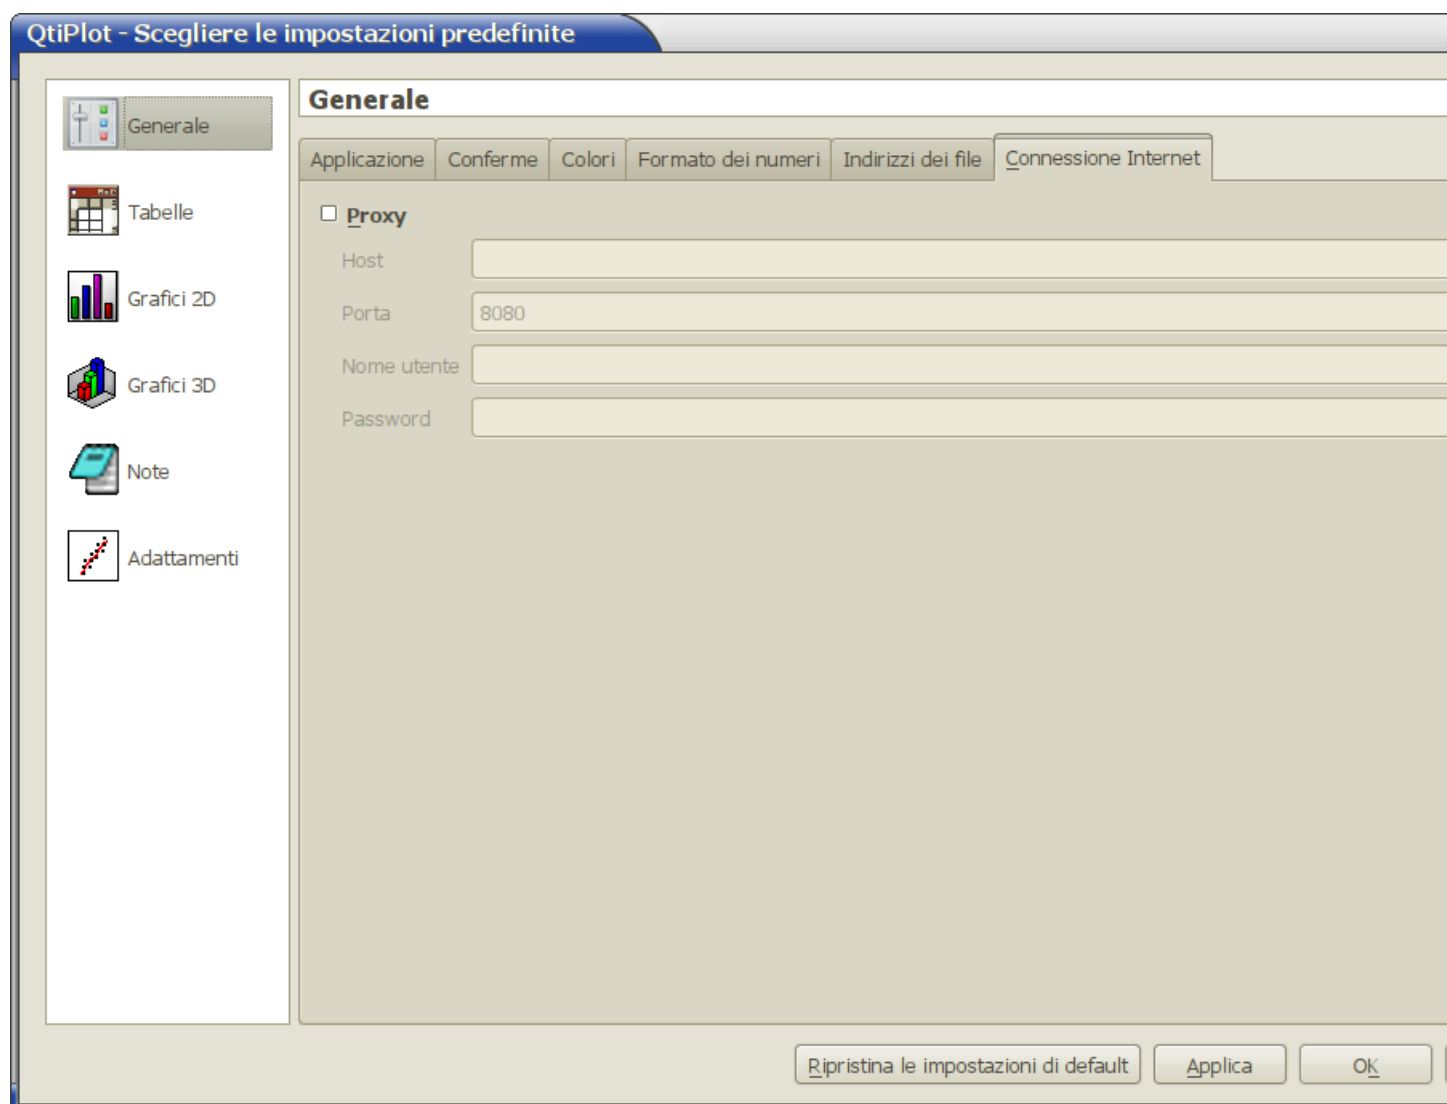 QtiPlot - Scegliere le impostazioni predefinite
Generale
Tabelle
Grafici 2D
Grafici 3D
Note
Adattamenti
Generale
Applicazione Conferme Colori Formato dei numeri Indirizzi dei file Connessione Internet
Proxy
Host
Porta 8080
Nome utente
Password
Ripristina le impostazioni di default Applica OK